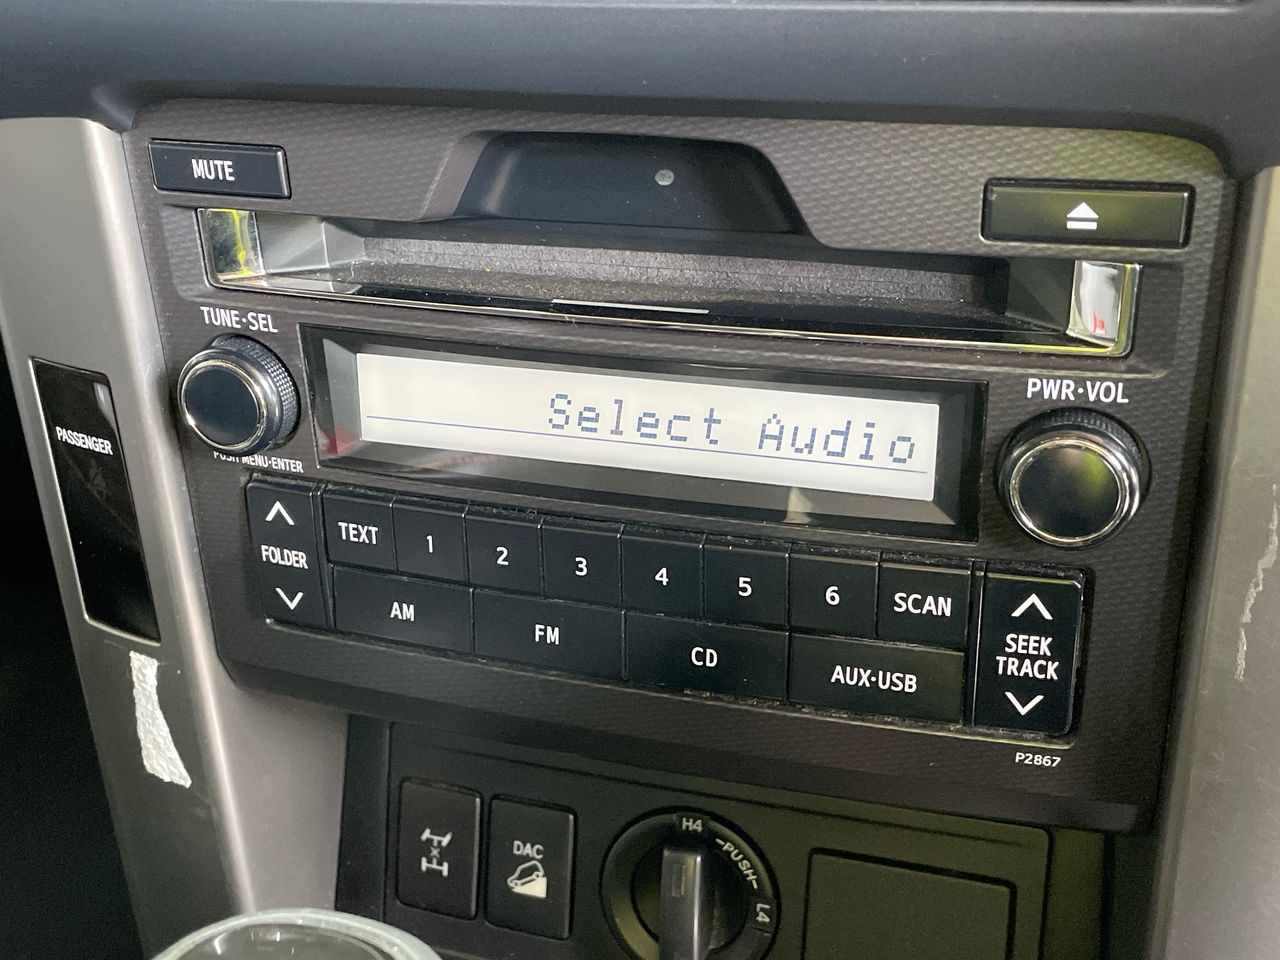 MUTE
TUNE·SEL
PASSENGER
PUSH MENU·ENTER
Select Audio
PWR·VOL
FOLDER
TEXT
1
2
3
4
5
6
SCAN
AM
FM
CD
AUX·USB
SEEK
TRACK
P2867
DAC
H4
-PUSH-
L4